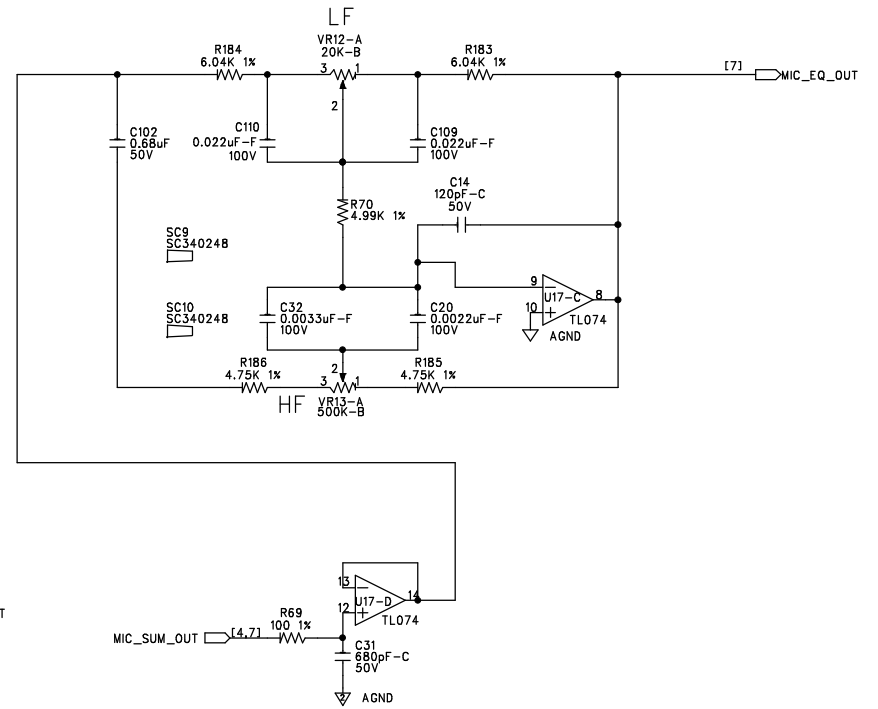 LF
VR12-A
20K-B
R184
6.04K 1%
R183
6.04K 1%
3
1
2
[7]
MIC_EQ_OUT
C102
0.68uF
50V
C110
0.022uF-F
100V
C109
0.022uF-F
100V
C14
120pF-C
50V
R70
4.99K 1%
SC9
SC340248
SC10
SC340248
C32
0.0033uF-F
100V
C20
0.0022uF-F
100V
9
10
U17-C
8
TL074
AGND
R186
4.75K 1%
R185
4.75K 1%
2
3
1
HF
VR13-A
500K-B
13
12
U17-D
14
TL074
T
R69
100 1%
MIC_SUM_OUT
[4,7]
C31
680pF-C
50V
2
AGND